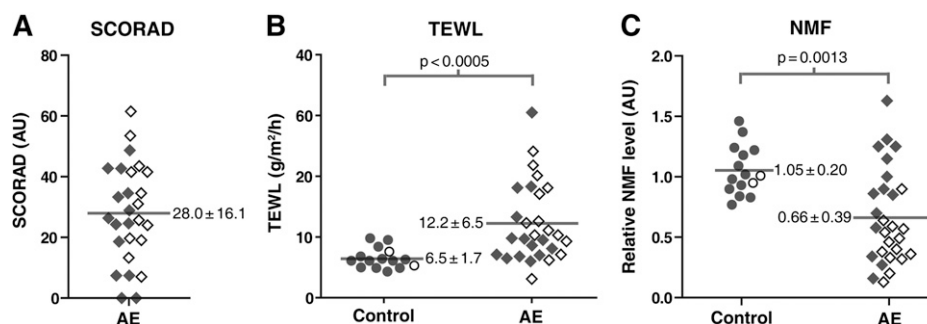 A
SCORAD
SCORAD (AU)
80
60
40
20
0
28.0 ± 16.1
AE
B
TEWL
TEWL (g/m²/h)
40
40
20
10
0
p < 0.0005
12.2 ± 6.5
6.5 ± 1.7
Control
AE
C
NMF
Relative NMF level (AU)
2.0
1.5
1.0
0.5
0.0
p = 0.0013
1.05 ± 0.20
0.66 ± 0.39
Control
AE